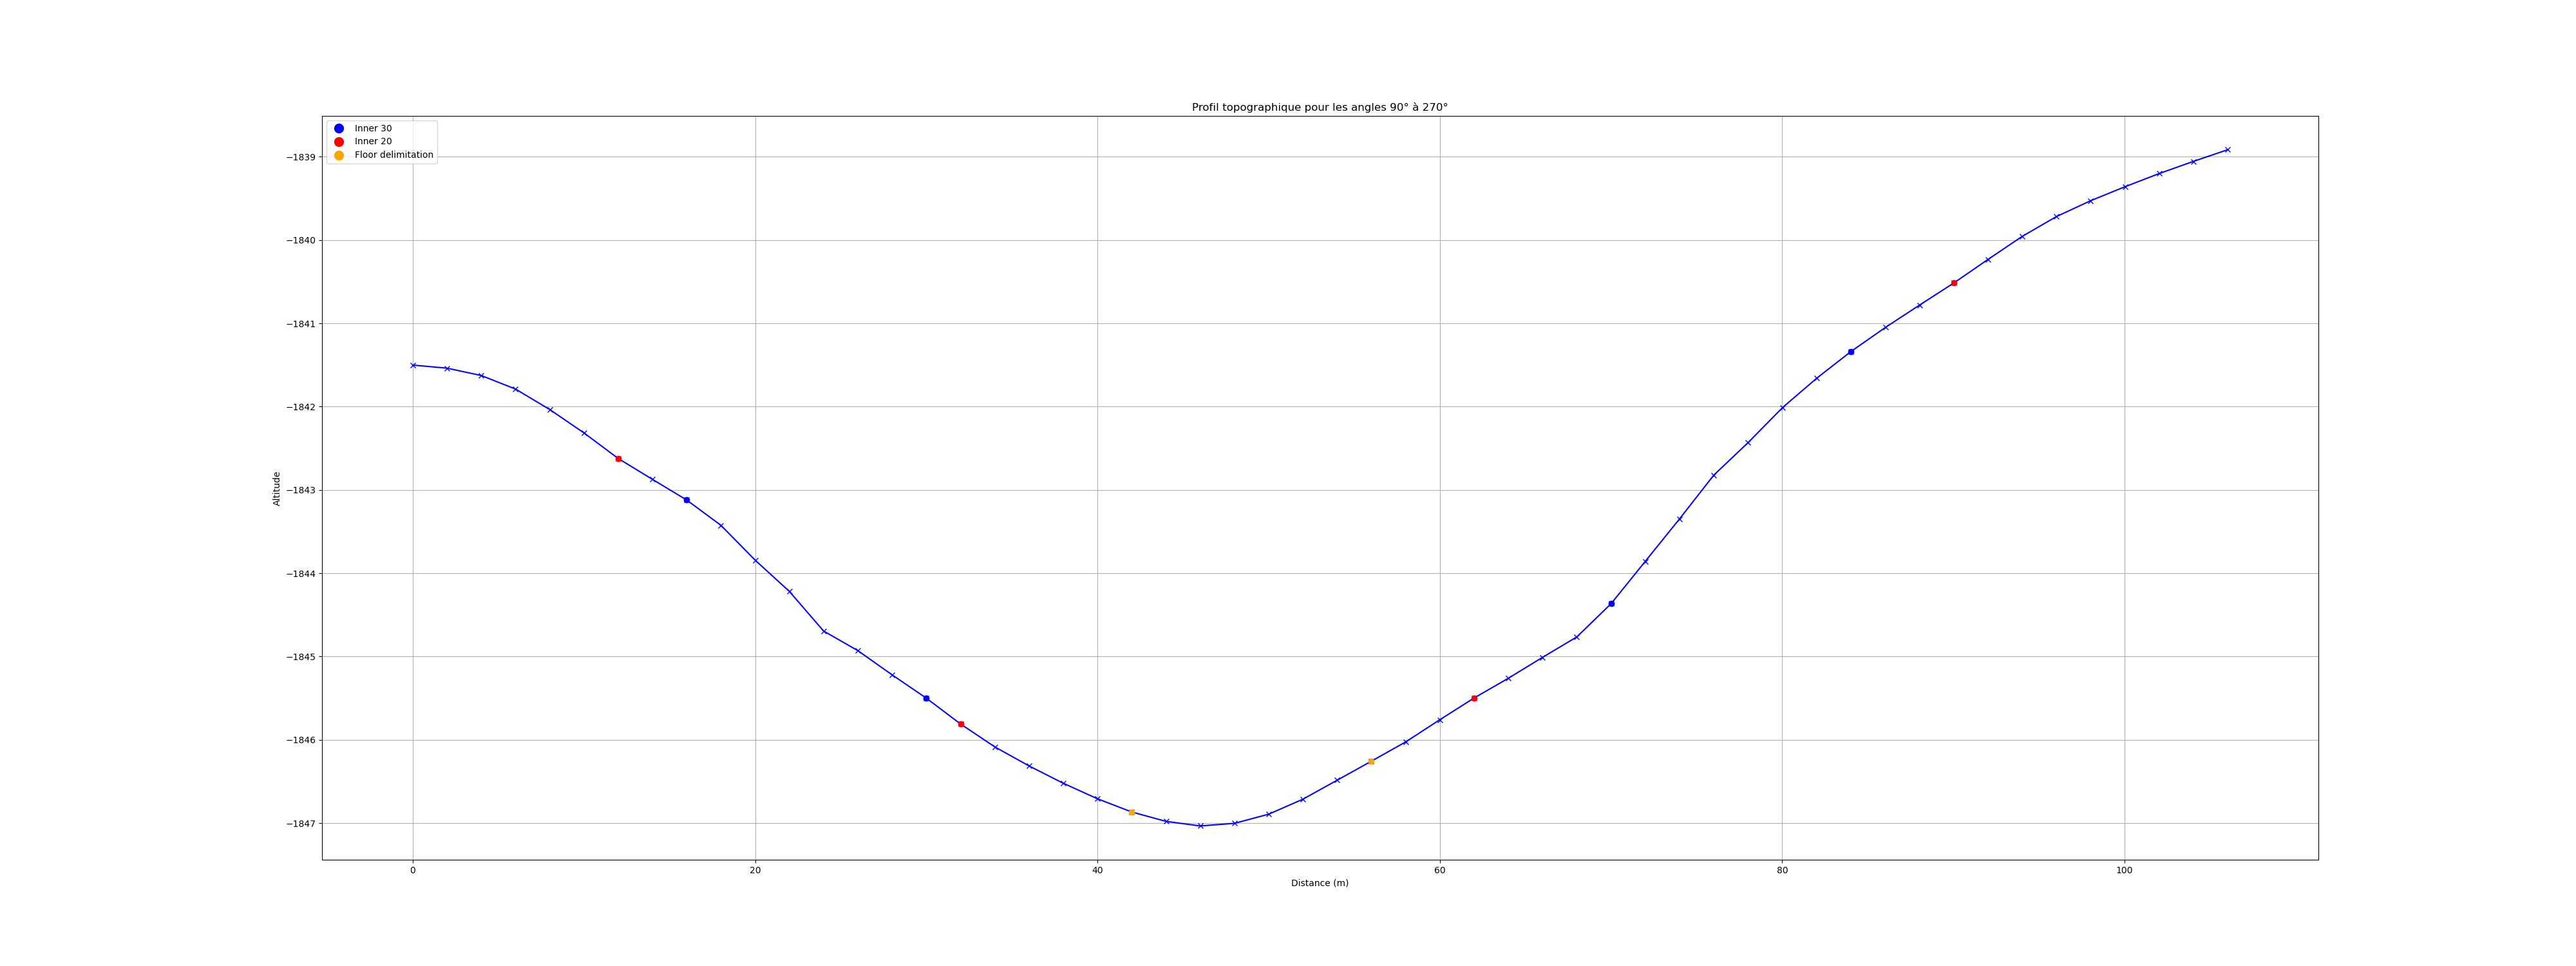 Profil topographique pour les angles 90° à 270°
Inner 30
Inner 20
Floor delimitation
−1839
−1840
−1841
−1842
−1843
−1844
−1845
−1846
−1847
Altitude
0 20 40 60 80 100
Distance (m)